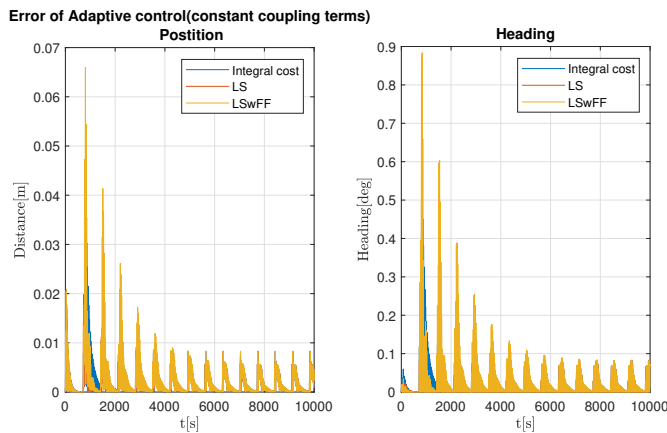 Error of Adaptive control(constant coupling terms)
Postition
Heading
Integral cost
LS
LSwFF
Integral cost
LS
LSwFF
Distance[m]
0.07
0.06
0.05
0.04
0.03
0.02
0.01
0
0 2000 4000 6000 8000 10000
t[s]
Heading[deg]
0.9
0.8
0.7
0.6
0.5
0.4
0.3
0.2
0.1
0
0 2000 4000 6000 8000 10000
t[s]